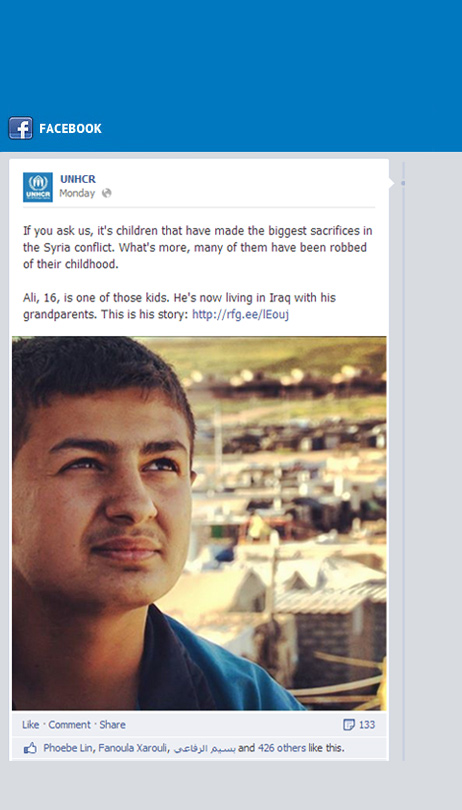 FACEBOOK
UNHCR
UNHCR
Monday
If you ask us, it's children that have made the biggest sacrifices in
the Syria conflict. What's more, many of them have been robbed
of their childhood.
Ali, 16, is one of those kids. He's now living in Iraq with his
grandparents. This is his story: http://rfg.ee/lEouj
Like · Comment · Share
133
Phoebe Lin, Fanoula Xarouli, بسيم الرفاعي and 426 others like this.